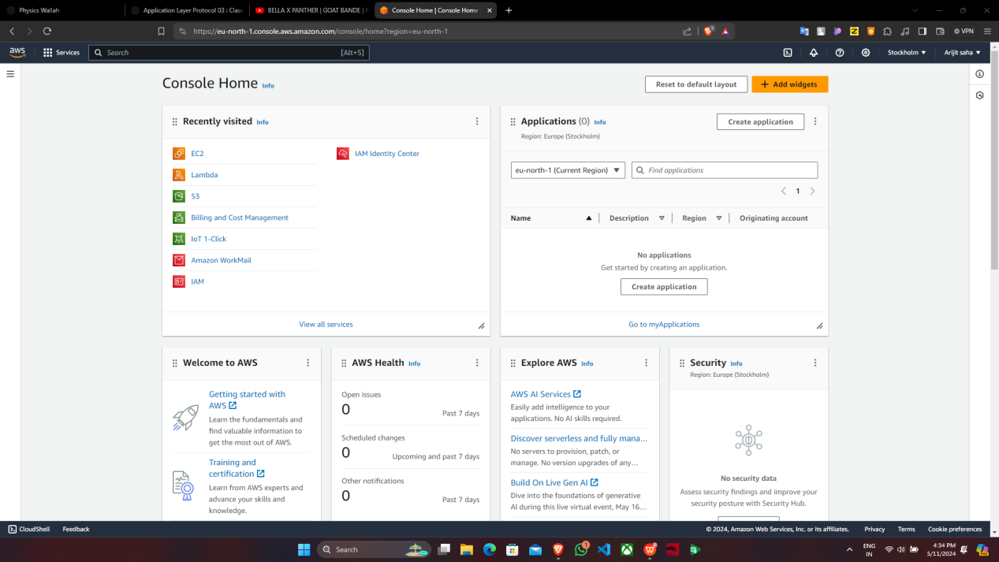 Physics Wallah
Application Layer Protocol 03 : Class
BELLA X PANTHER | GOAT BANDE | F
Console Home | Console Home
https://eu-north-1.console.aws.amazon.com/console/home?region=eu-north-1
1
VPN
aws
Services
Search
[Alt+S]
Stockholm
Arijit saha
Console Home Info
Reset to default layout
Add widgets
Recently visited Info
EC2
Lambda
S3
Billing and Cost Management
IoT 1-Click
Amazon WorkMail
IAM
IAM Identity Center
View all services
Applications (0) Info
Region: Europe (Stockholm)
Create application
eu-north-1 (Current Region)
Find applications
1
Name
Description
Region
Originating account
No applications
Get started by creating an application.
Create application
Go to myApplications
Welcome to AWS
Getting started with
AWS
Learn the fundamentals and
find valuable information to
get the most out of AWS.
Training and
certification
Learn from AWS experts and
advance your skills and
knowledge.
AWS Health Info
Open issues
0
Past 7 days
Scheduled changes
0
Upcoming and past 7 days
Other notifications
0
Past 7 days
Explore AWS Info
AWS AI Services
Easily add intelligence to your
applications. No AI skills required.
Discover serverless and fully mana...
No servers to provision, patch, or
manage. No version upgrades of any...
Build On Live Gen AI
Dive into the foundations of generative
AI during this live virtual event, May 16...
Security Info
Region: Europe (Stockholm)
No security data
Assess security findings and improve your
security posture with Security Hub.
CloudShell
Feedback
© 2024, Amazon Web Services, Inc. or its affiliates.
Privacy
Terms
Cookie preferences
Search
1
ENG
IN
4:34 PM
5/11/2024